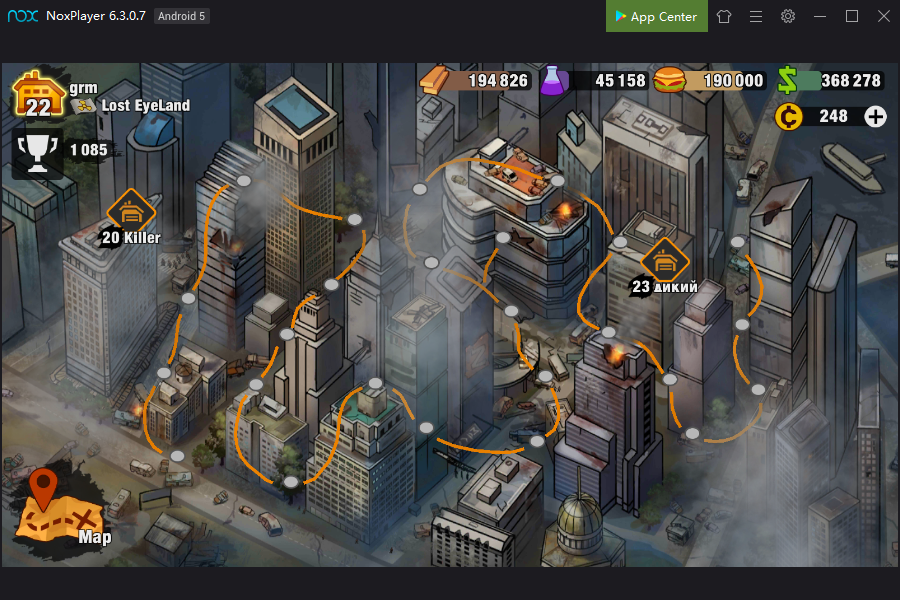 nox NoxPlayer 6.3.0.7 Android 5 App Center
22 grm
Lost EyeLand
1 085
194 826 45 158 190 000 368 278
248
20 Killer
23 дикий
Map